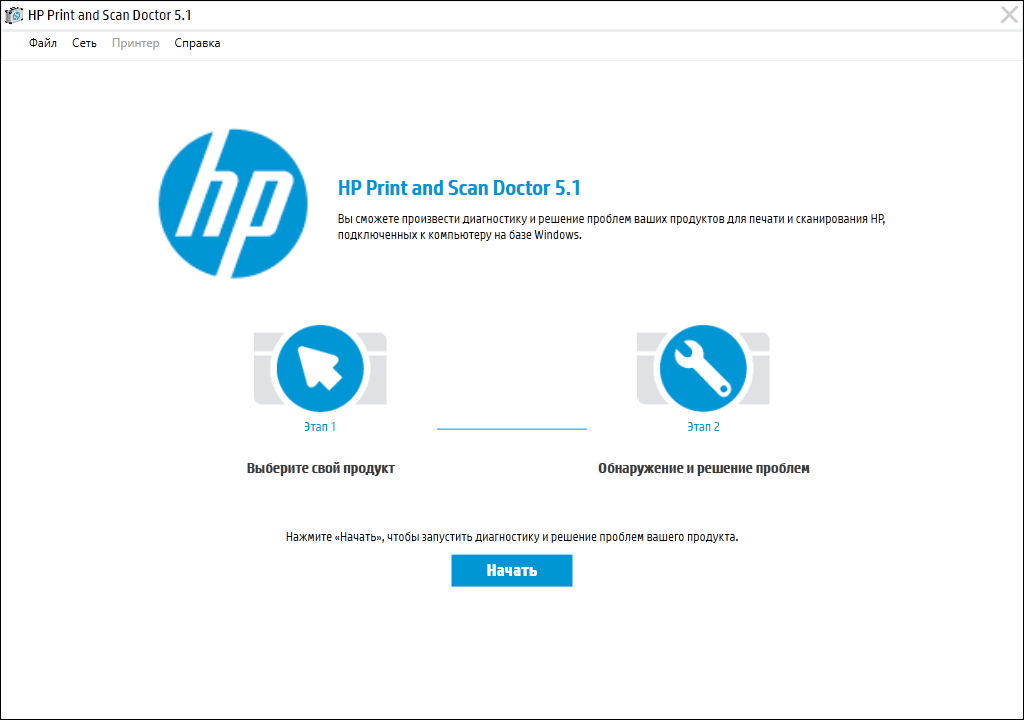 HP Print and Scan Doctor 5.1
Файл Сеть Принтер Справка
hp
HP Print and Scan Doctor 5.1
Вы сможете произвести диагностику и решение проблем ваших продуктов для печати и сканирования HP,
подключенных к компьютеру на базе Windows.
Этап 1
Этап 2
Выберите свой продукт
Обнаружение и решение проблем
Нажмите «Начать», чтобы запустить диагностику и решение проблем вашего продукта.
Начать